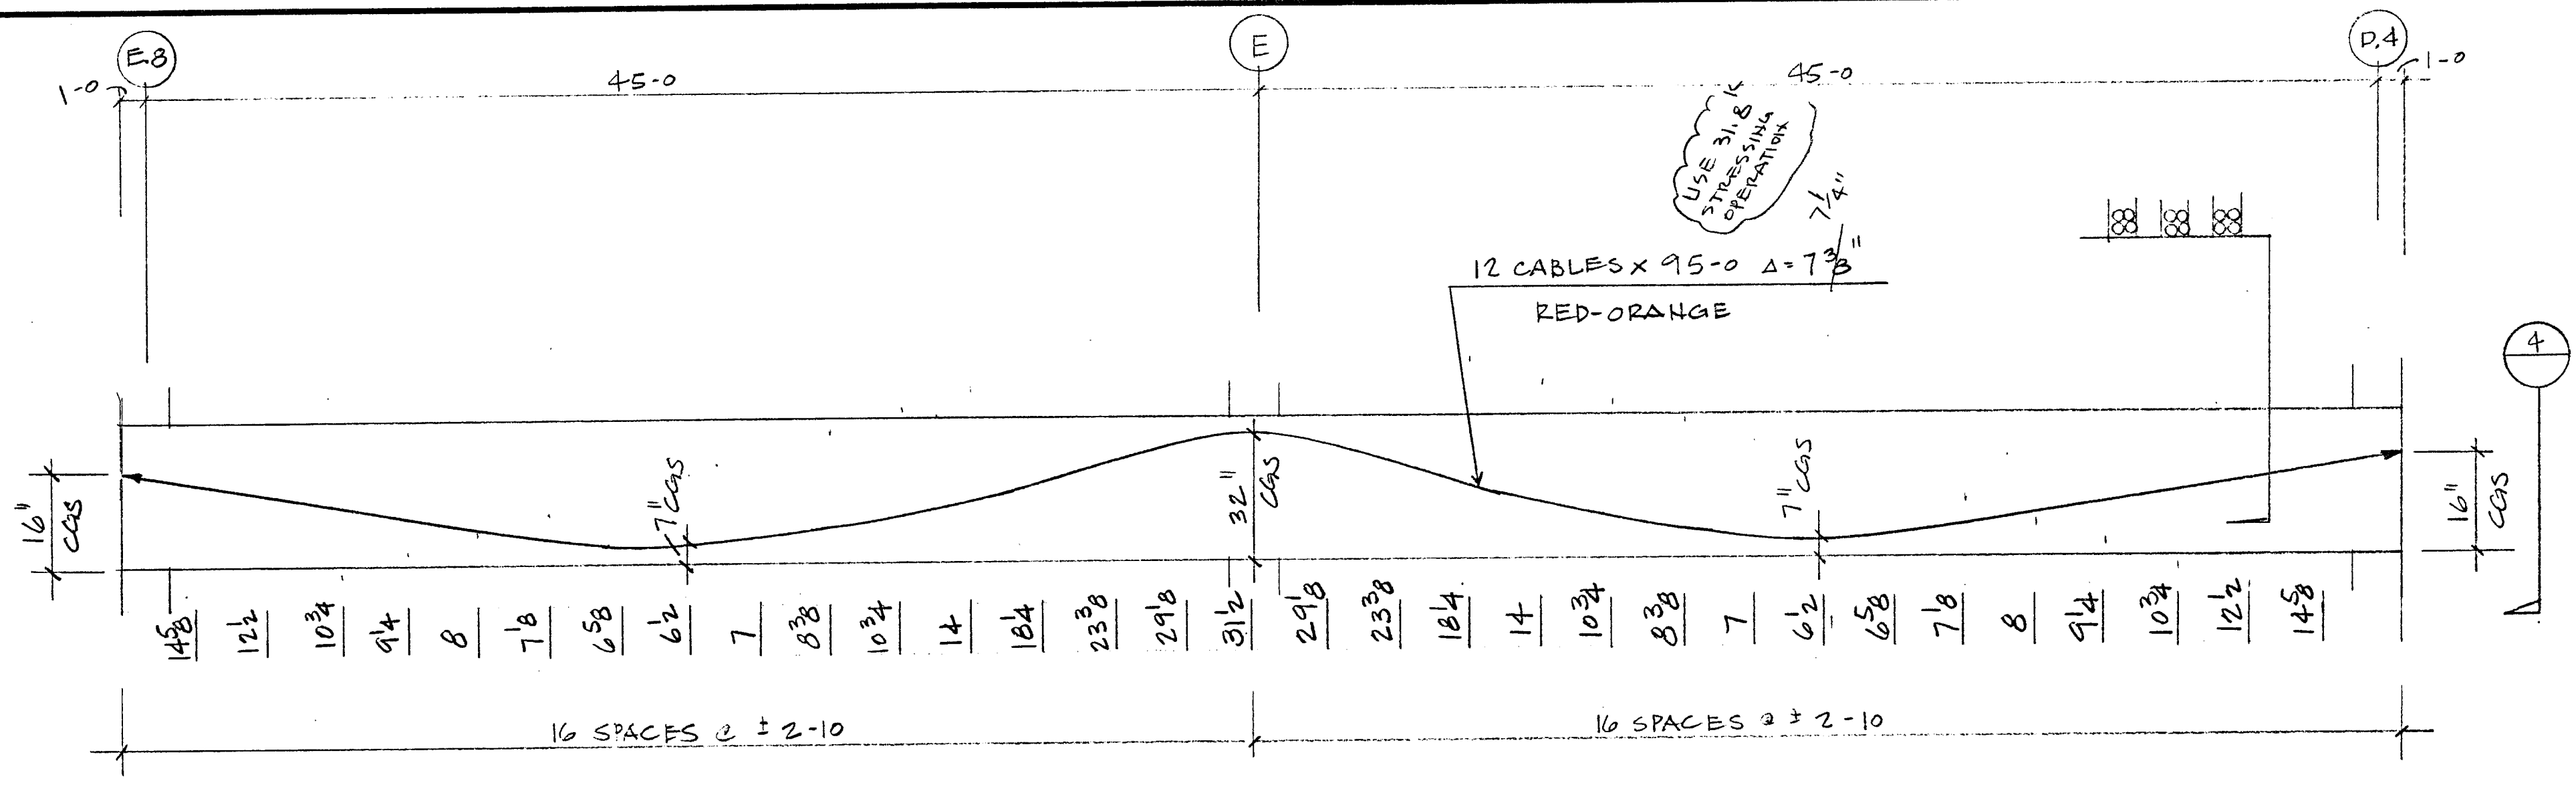 E.8
E
D.4
1-0
45-0
45-0
1-0
USE 31.8 K
STRESSING
OPERATION
7 1/4"
12 CABLES x 95-0 Δ=7 3/8"
RED-ORANGE
4
16"
CGS
7" CGS
32"
CGS
7" CGS
16"
CGS
14 5/8 12 1/2 10 3/4 9 1/4 8 7 1/8 6 5/8 6 1/2 7 8 3/8 10 3/4 14 18 1/4 23 3/8 29 1/8 31 1/2 29 1/8 23 3/8 18 1/4 14 10 3/4 8 3/8 7 6 1/2 6 5/8 7 1/8 8 9 1/4 10 3/4 12 1/2 14 5/8
16 SPACES @ ± 2-10
16 SPACES @ ± 2-10